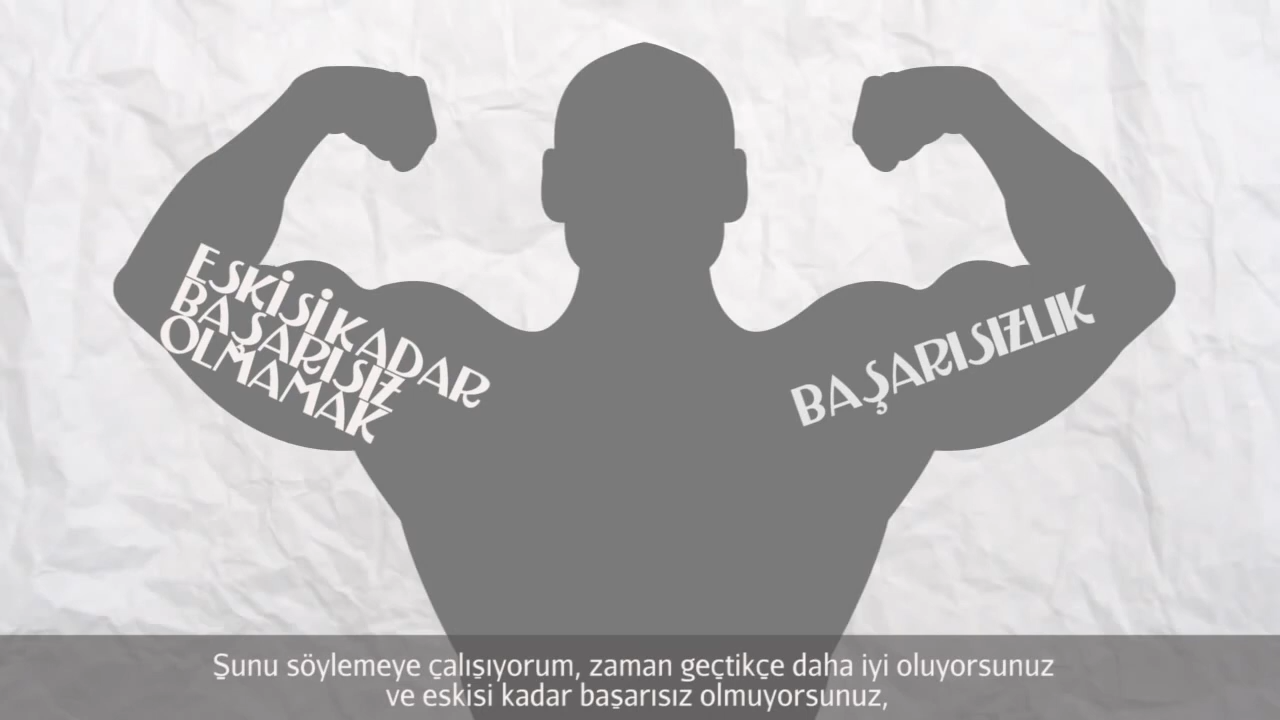 ESKİSİ KADAR
BAŞARISIZ
OLMAMAK
BAŞARISIZLIK
Şunu söylemeye çalışıyorum, zaman geçtikçe daha iyi oluyorsunuz
ve eskisi kadar başarısız olmuyorsunuz,